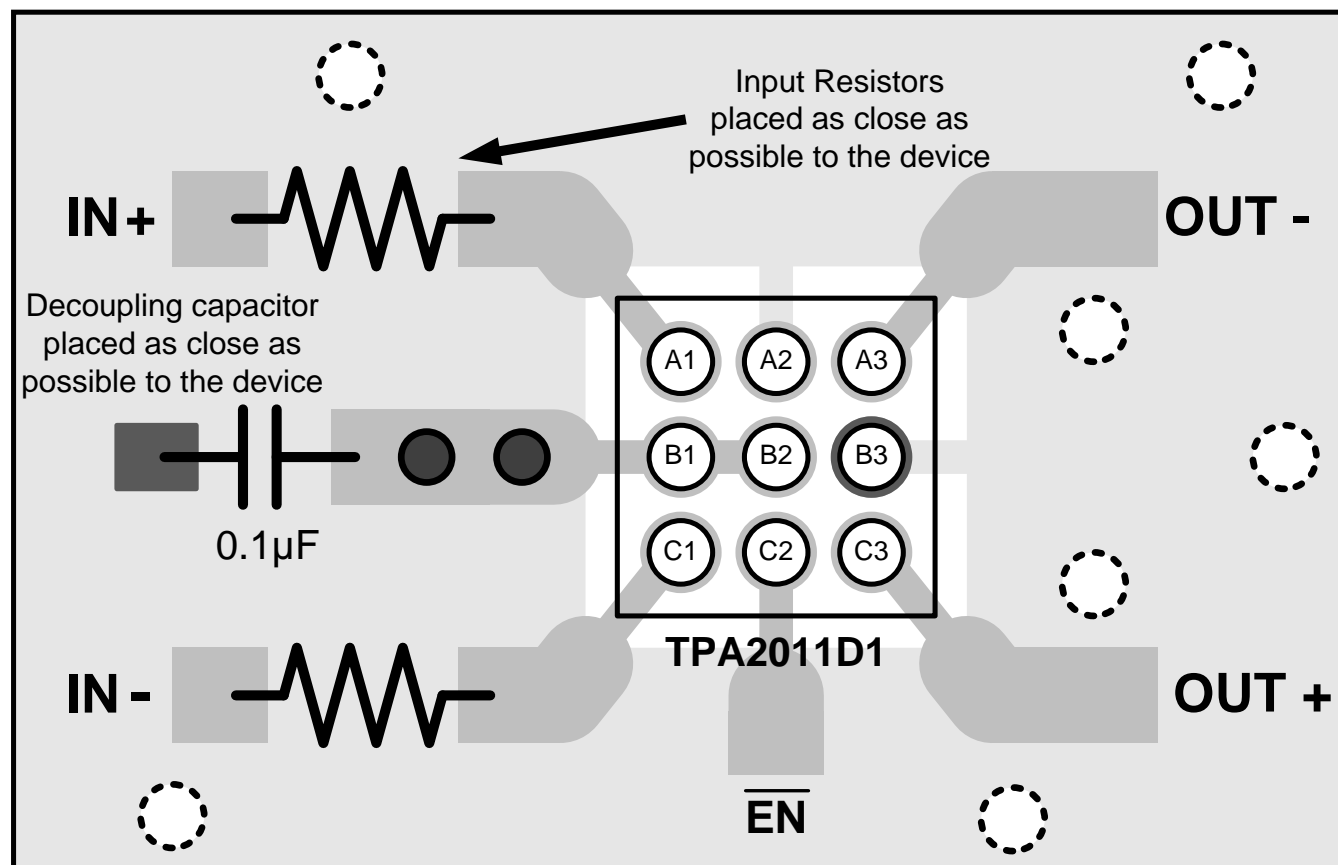 Input Resistors
placed as close as
possible to the device
IN+
OUT -
Decoupling capacitor
placed as close as
possible to the device
A1
A2
A3
B1
B2
B3
0.1µF
C1
C2
C3
TPA2011D1
IN -
OUT +
EN